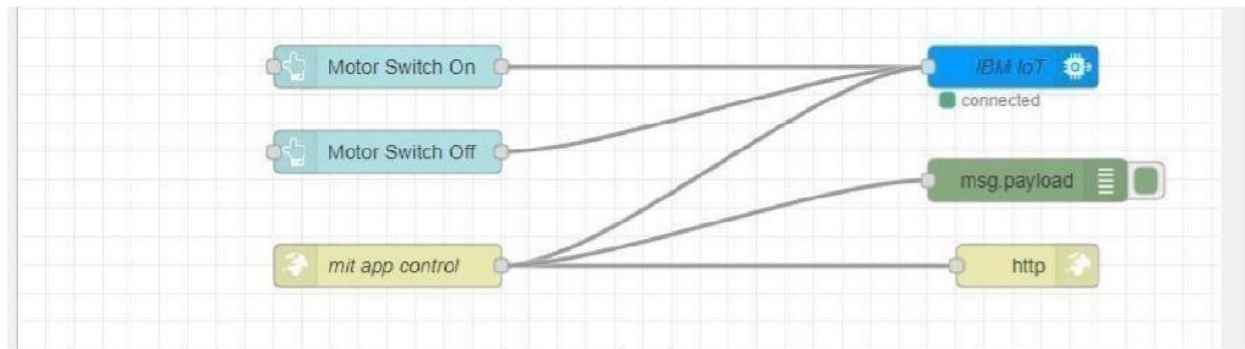 Motor Switch On
IBM IoT
connected
Motor Switch Off
msg.payload
mit app control
http